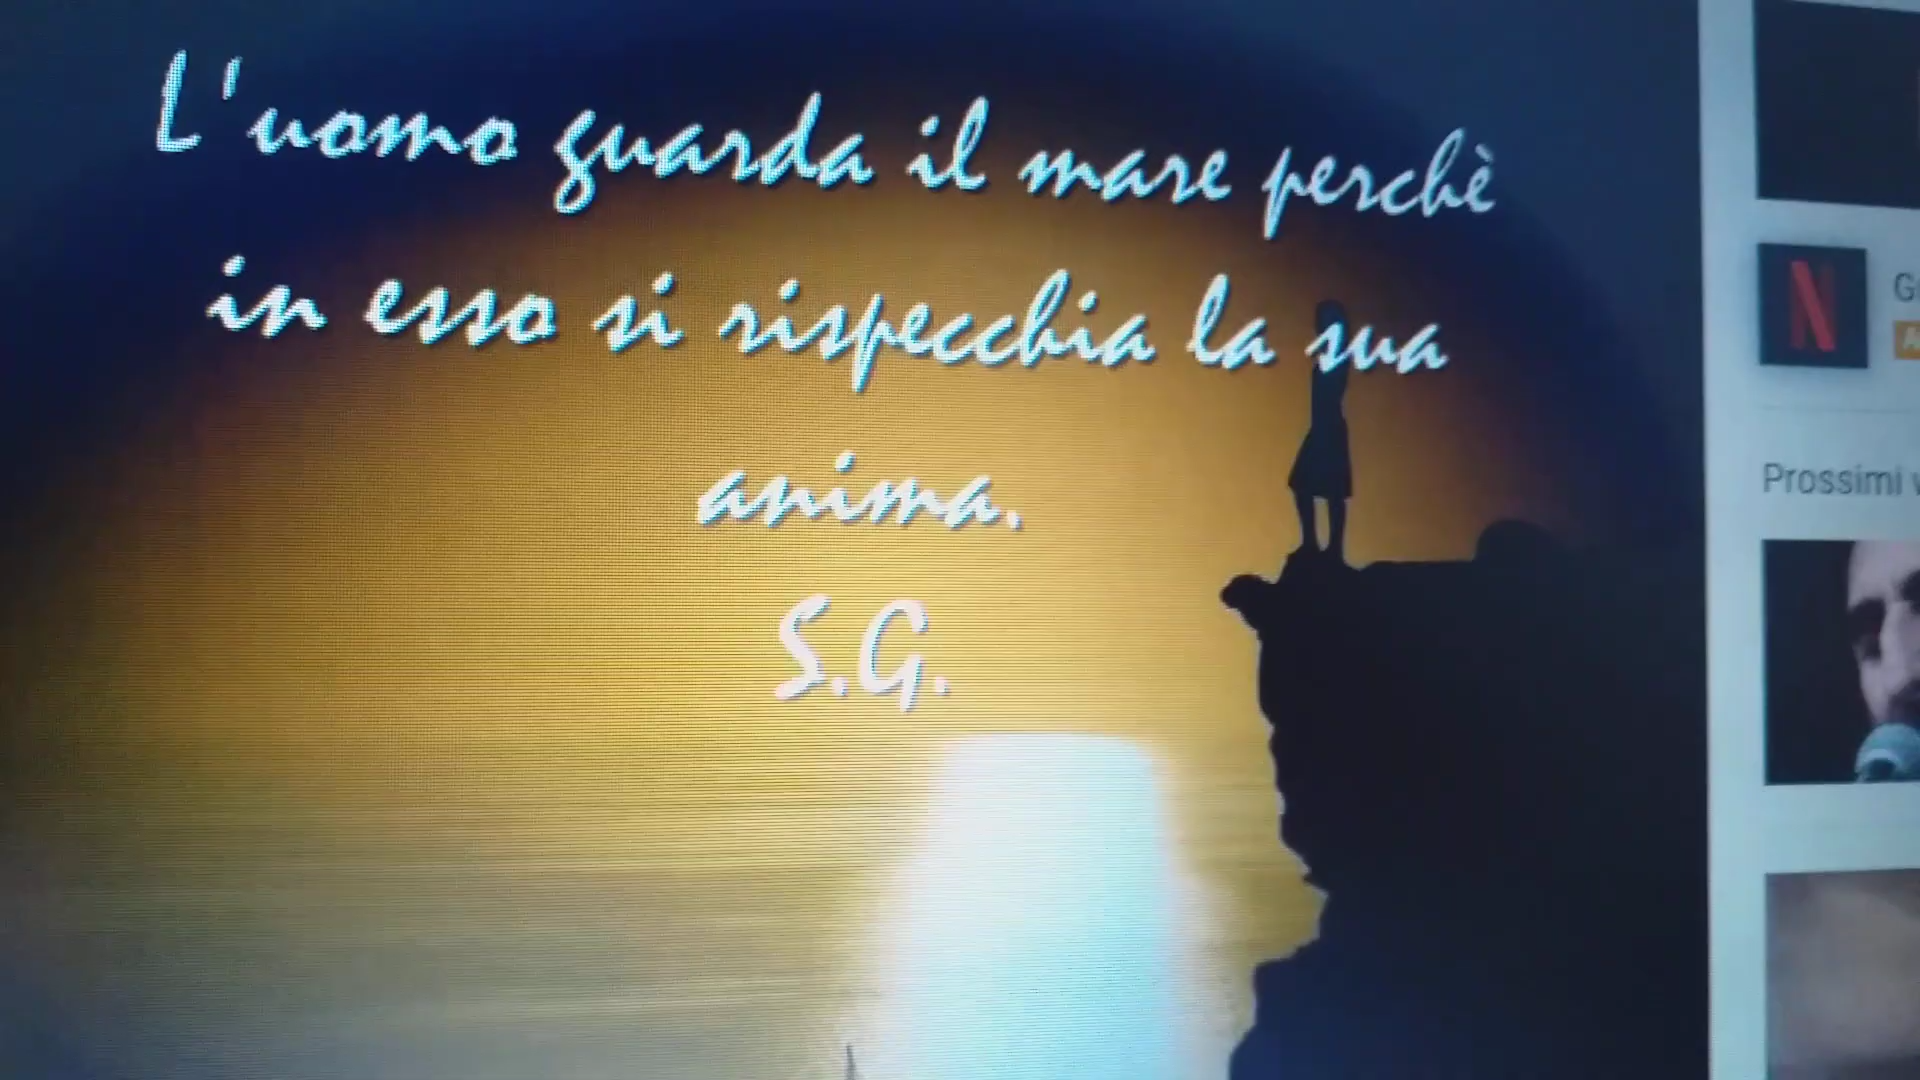 L'uomo guarda il mare perchè
in esso si rispecchia la sua
anima.
S.G.
N
Prossimi